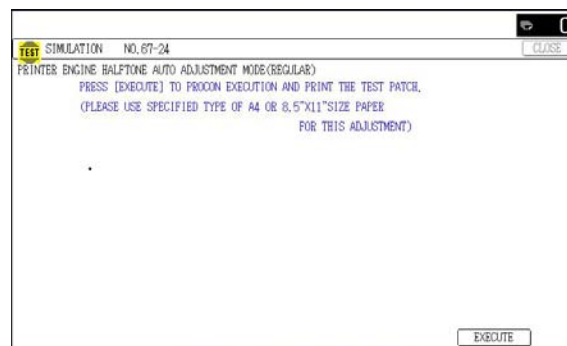 CLOSE
TEST SIMULATION NO.67-24
PRINTER ENGINE HALFTONE AUTO ADJUSTMENT MODE(REGULAR)
PRESS [EXECUTE] TO PROCON EXECUTION AND PRINT THE TEST PATCH.
(PLEASE USE SPECIFIED TYPE OF A4 OR 8.5"X11"SIZE PAPER
FOR THIS ADJUSTMENT)
EXECUTE